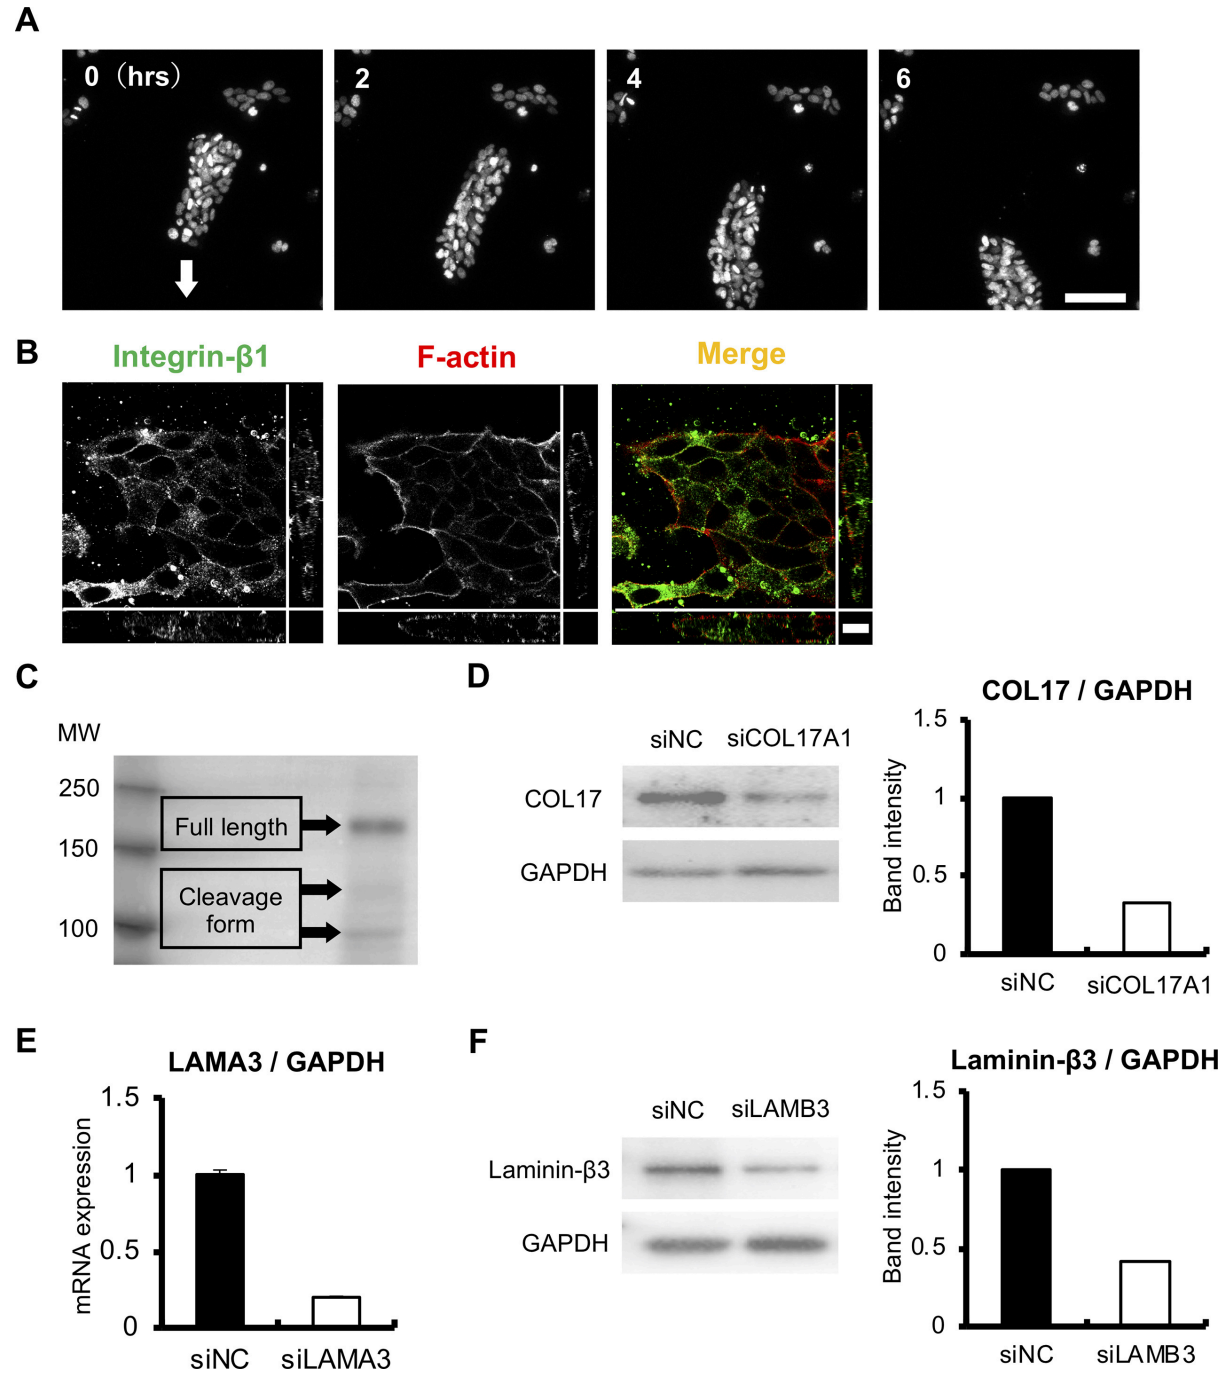 A
0 (hrs)
2
4
6
B
Integrin-β1
F-actin
Merge
C
MW
250
150
100
Full length
Cleavage
form
D
siNC
siCOL17A1
COL17
GAPDH
COL17 / GAPDH
Band intensity
1.5
1
0.5
0
siNC
siCOL17A1
E
LAMA3 / GAPDH
mRNA expression
1.5
1
0.5
0
siNC
siLAMA3
F
siNC
siLAMB3
Laminin-β3
GAPDH
Laminin-β3 / GAPDH
Band intensity
1.5
1
0.5
0
siNC
siLAMB3